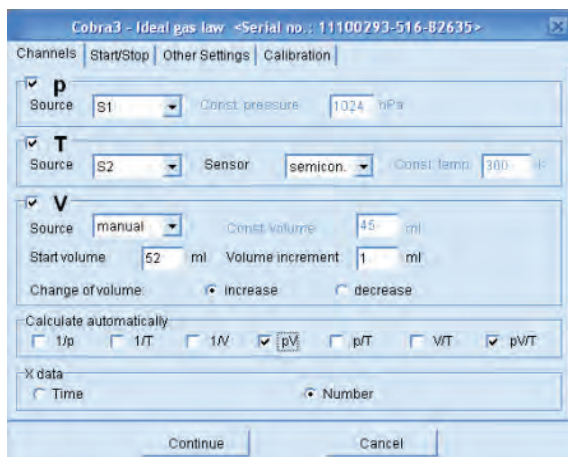 Cobra3 - Ideal gas law <Serial no.: 11100293-516-82635>
Channels Start/Stop Other Settings Calibration
p
Source S1 Const. pressure 1024 hPa
T
Source S2 Sensor semicon. Const. temp. 300 K
V
Source manual Const. volume 45 ml
Start volume 52 ml Volume increment 1 ml
Change of volume: increase decrease
Calculate automatically
1/p 1/T 1/V pV p/T V/T pV/T
X data
Time Number
Continue Cancel